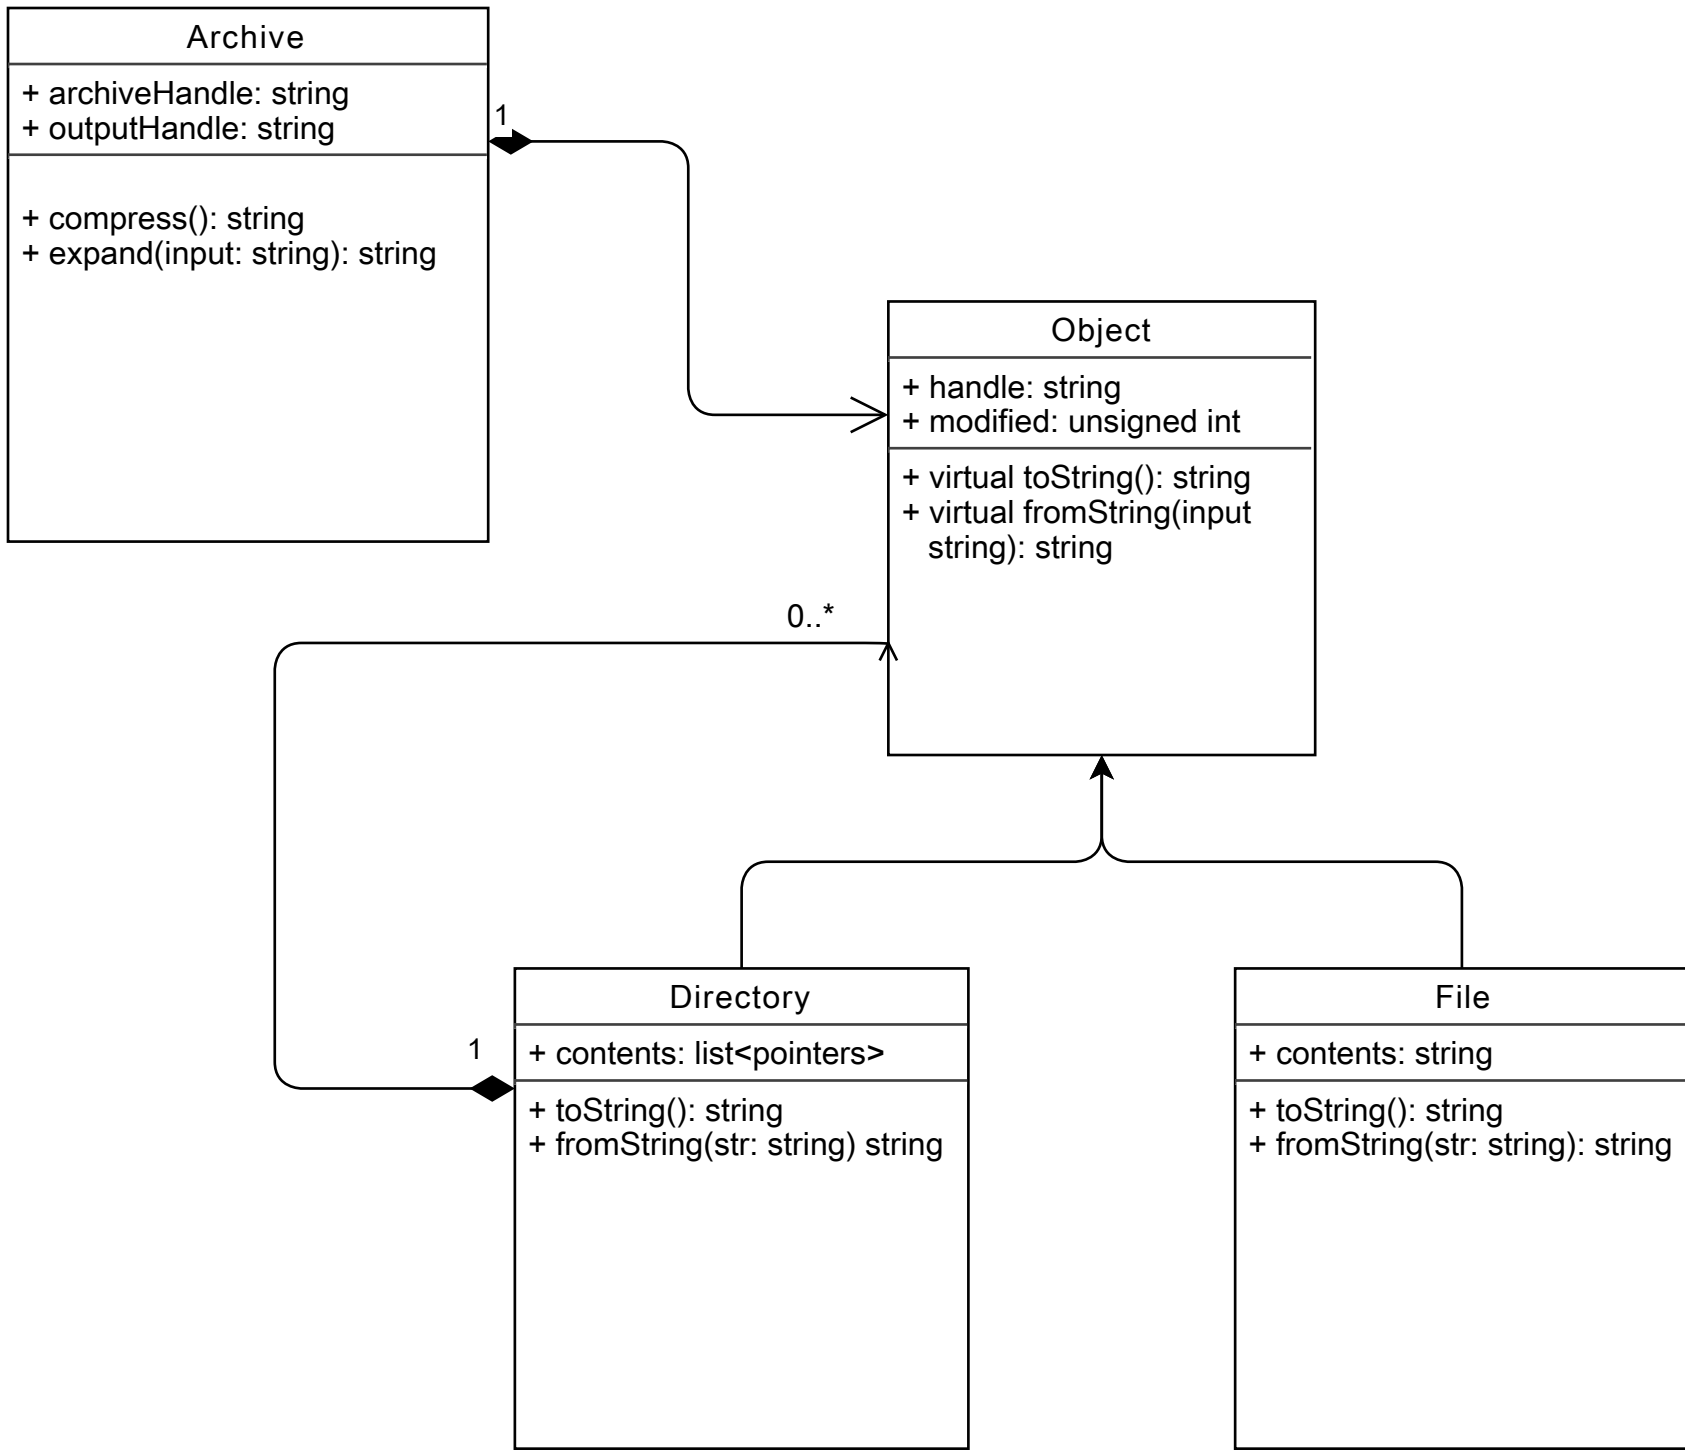 Archive
+ archiveHandle: string
+ outputHandle: string
+ compress(): string
+ expand(input: string): string
1
Object
+ handle: string
+ modified: unsigned int
+ virtual toString(): string
+ virtual fromString(input
string): string
0..*
1
Directory
+ contents: list<pointers>
+ toString(): string
+ fromString(str: string) string
File
+ contents: string
+ toString(): string
+ fromString(str: string): string